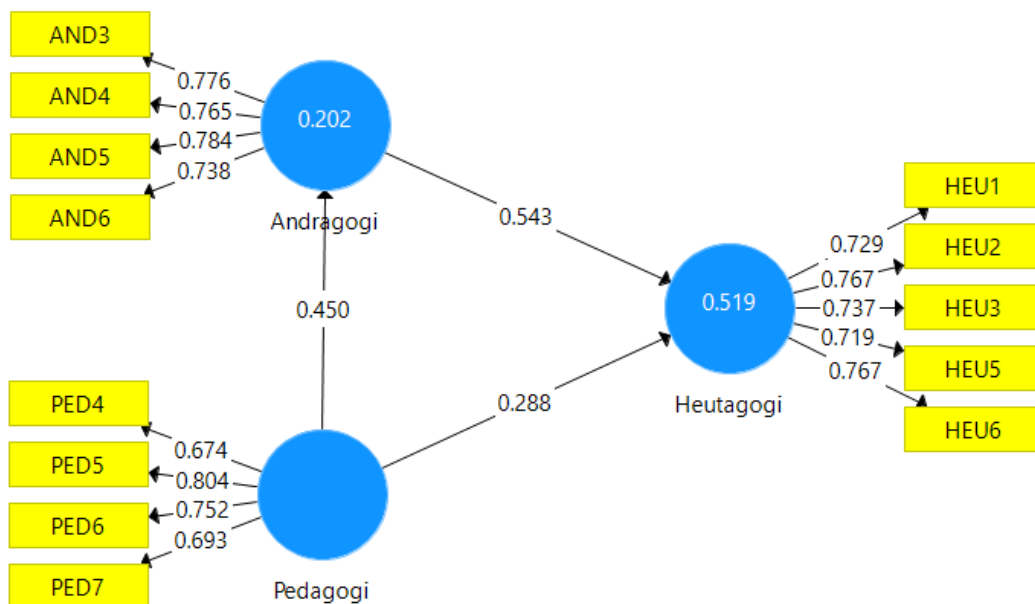 AND3
0.776
AND4
0.765
AND5
0.784
AND6
0.738
0.202
Andragogi
0.543
0.450
0.288
PED4
0.674
PED5
0.804
PED6
0.752
PED7
0.693
Pedagogi
0.519
Heutagogi
HEU1
0.729
HEU2
0.767
HEU3
0.737
HEU5
0.719
HEU6
0.767